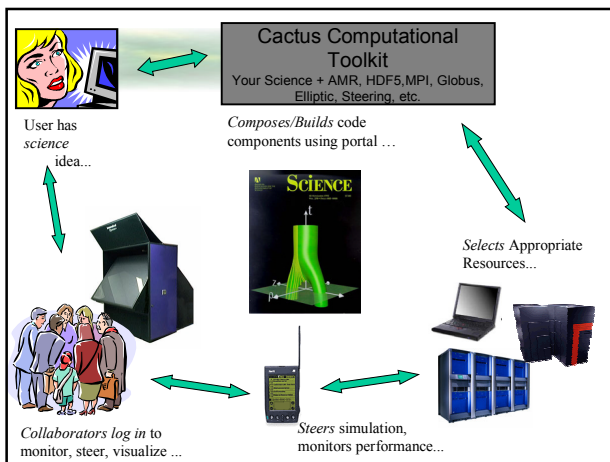 Cactus Computational
Toolkit
Your Science + AMR, HDF5,MPI, Globus,
Elliptic, Steering, etc.
User has
science
idea...
Composes/Builds code
components using portal …
SCIENCE
t
z
ρ
Selects Appropriate
Resources...
Collaborators log in to
monitor, steer, visualize ...
Steers simulation,
monitors performance...